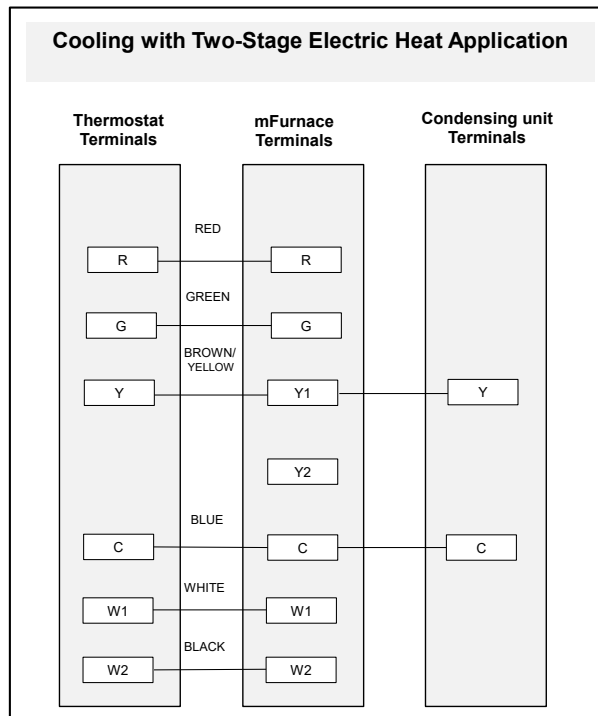 Cooling with Two-Stage Electric Heat Application
Thermostat
Terminals
mFurnace
Terminals
Condensing unit
Terminals
RED
R
R
GREEN
G
G
BROWN/
YELLOW
Y
Y1
Y
Y2
BLUE
C
C
C
WHITE
W1
W1
BLACK
W2
W2